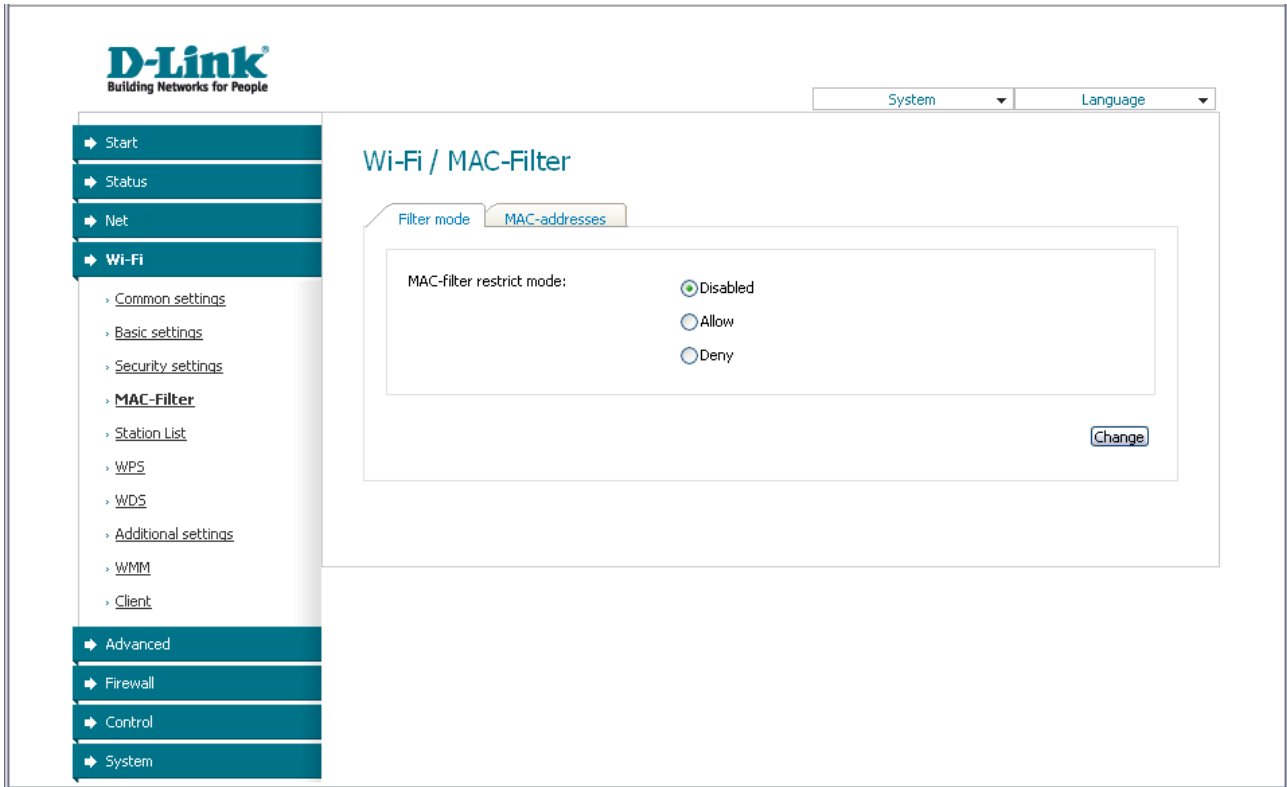 D-Link
Building Networks for People
System
Language
Start
Status
Net
Wi-Fi
Common settings
Basic settings
Security settings
MAC-Filter
Station List
WPS
WDS
Additional settings
WMM
Client
Advanced
Firewall
Control
System
Wi-Fi / MAC-Filter
Filter mode
MAC-addresses
MAC-filter restrict mode:
Disabled
Allow
Deny
Change